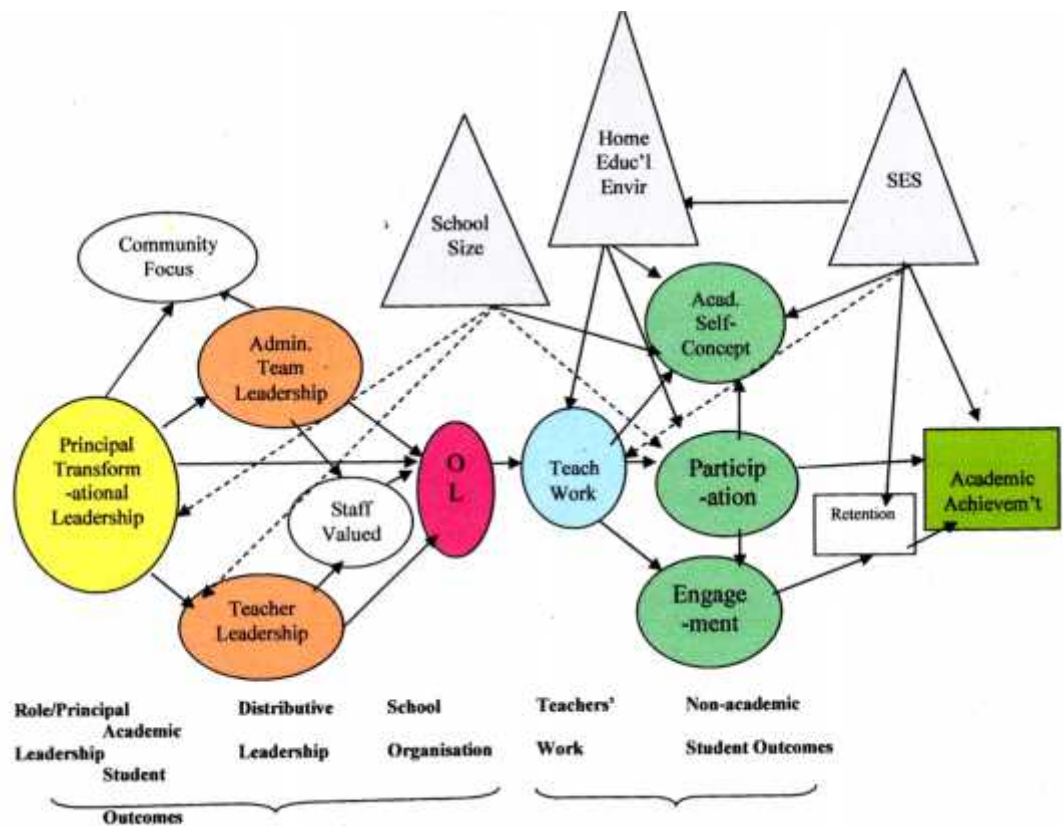 Home
Educ'l
Envir
SES
School
Size
Community
Focus
Acad.
Self-
Concept
Admin.
Team
Leadership
Principal
Transform
-ational
Leadership
O
L
Teach
Work
Particip
-ation
Academic
Achievem't
Staff
Valued
Retention
Teacher
Leadership
Engage
-ment
Role/Principal Distributive School Teachers' Non-academic
Academic
Leadership Leadership Organisation Work Student Outcomes
Student
Outcomes